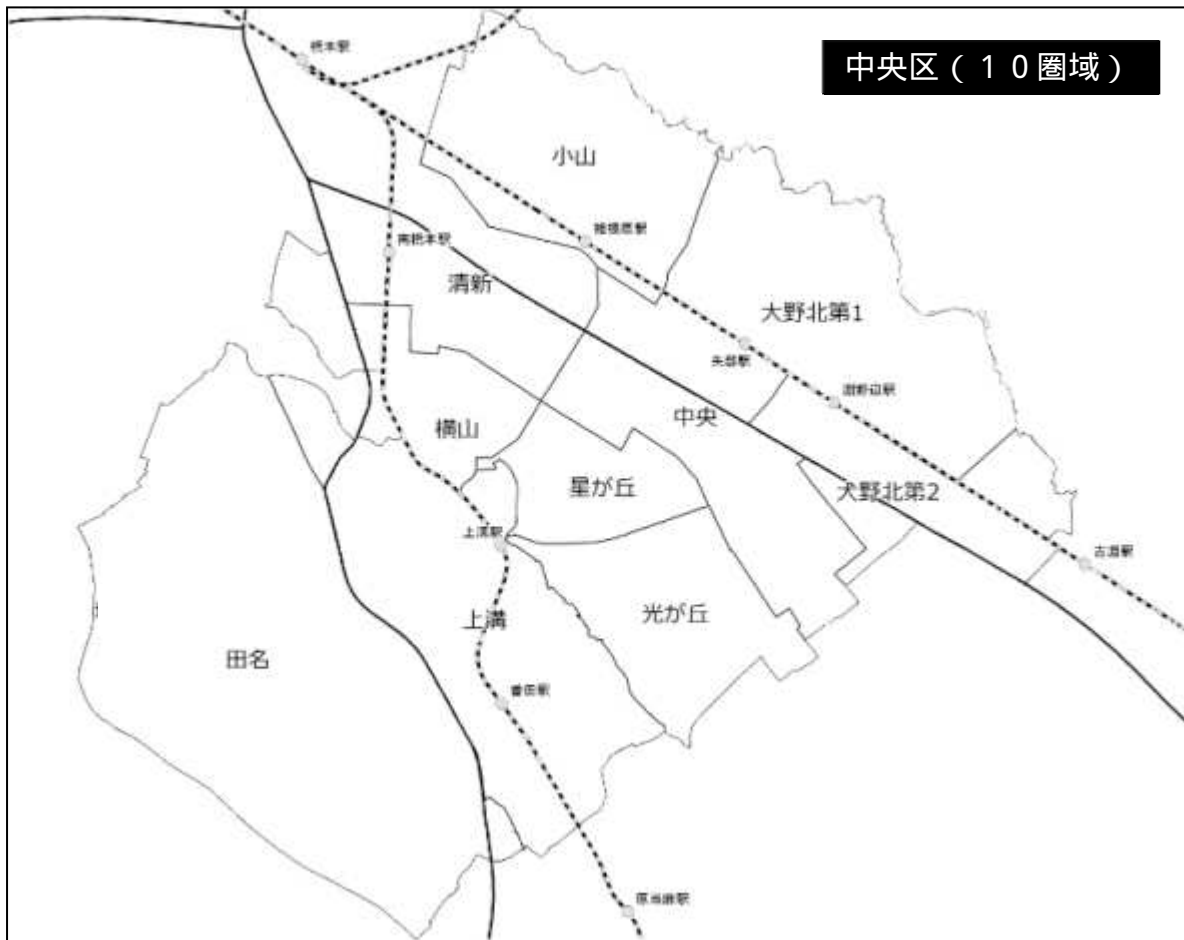 中央区（１０圏域）
橋本駅
小山
相模原駅
南橋本駅
清新
大野北第1
矢部駅
淵野辺駅
中央
横山
星が丘
大野北第2
上溝駅
古淵駅
光が丘
上溝
田名
番田駅
原当麻駅